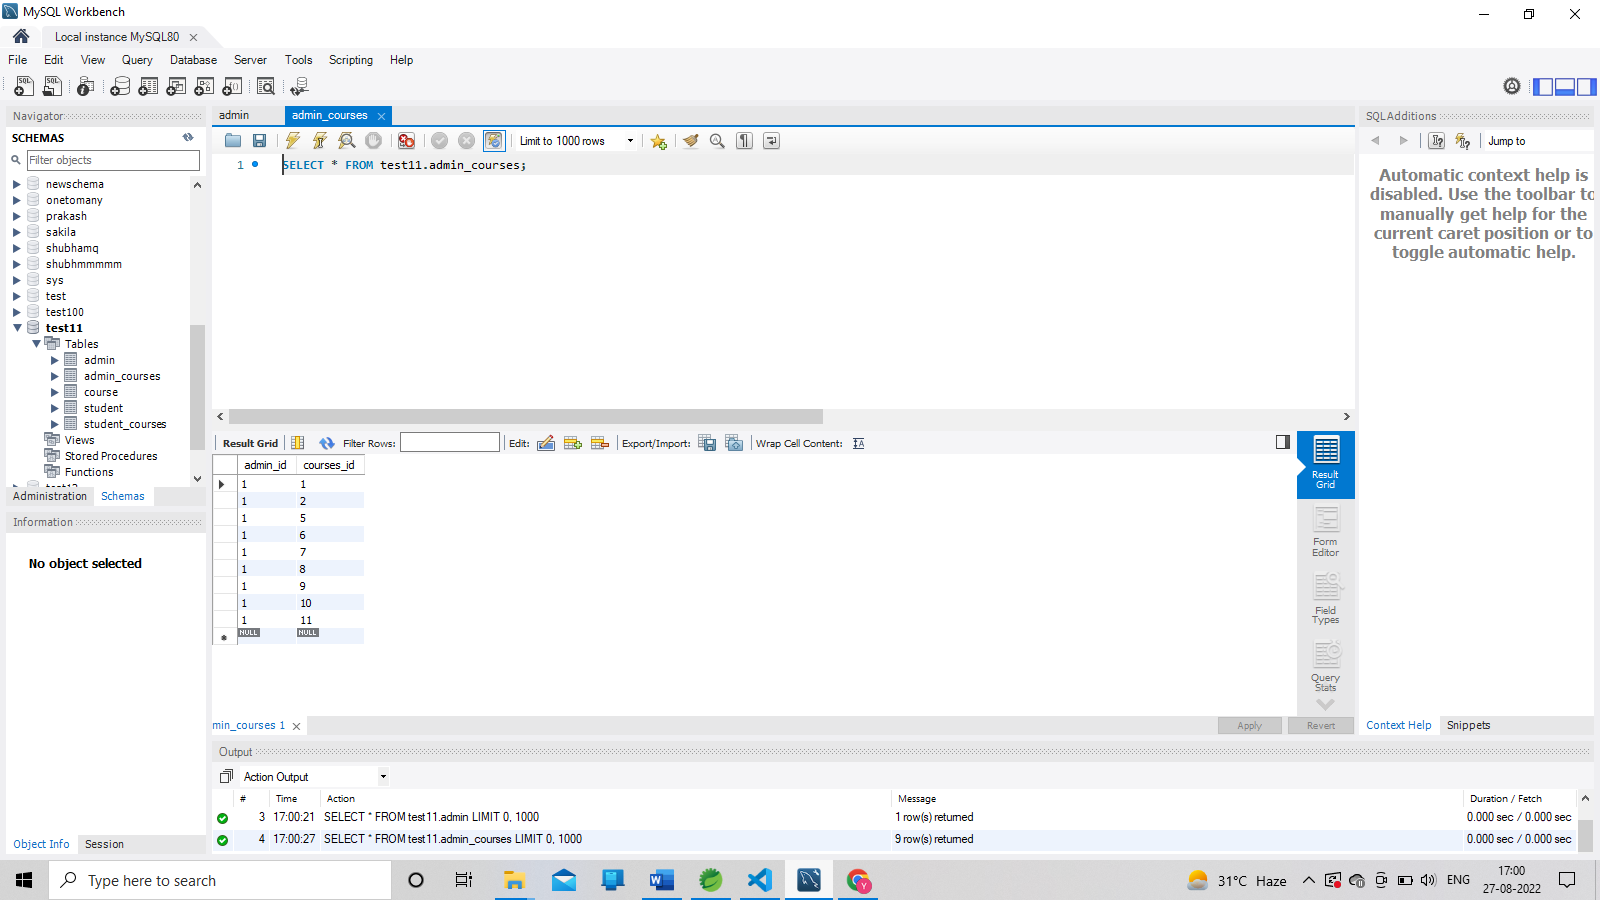 MySQL Workbench
Local instance MySQL80
File Edit View Query Database Server Tools Scripting Help
Navigator
SCHEMAS
Filter objects
newschema
onetomany
prakash
sakila
shubhamq
shubhmmmmm
sys
test
test100
test11
Tables
admin
admin_courses
course
student
student_courses
Views
Stored Procedures
Functions
Administration Schemas
Information
No object selected
Object Info Session
admin admin_courses
Limit to 1000 rows
1 SELECT * FROM test11.admin_courses;
Result Grid Filter Rows: Edit: Export/Import: Wrap Cell Content:
admin_id courses_id
1 1
1 2
1 5
1 6
1 7
1 8
1 9
1 10
1 11
NULL NULL
Result Grid
Form Editor
Field Types
Query Stats
min_courses 1
Apply Revert
SQLAdditions
Jump to
Automatic context help is
disabled. Use the toolbar to
manually get help for the
current caret position or to
toggle automatic help.
Context Help Snippets
Output
Action Output
# Time Action Message Duration / Fetch
3 17:00:21 SELECT * FROM test11.admin LIMIT 0, 1000 1 row(s) returned 0.000 sec / 0.000 sec
4 17:00:27 SELECT * FROM test11.admin_courses LIMIT 0, 1000 9 row(s) returned 0.000 sec / 0.000 sec
Type here to search
31°C Haze
ENG
17:00
27-08-2022